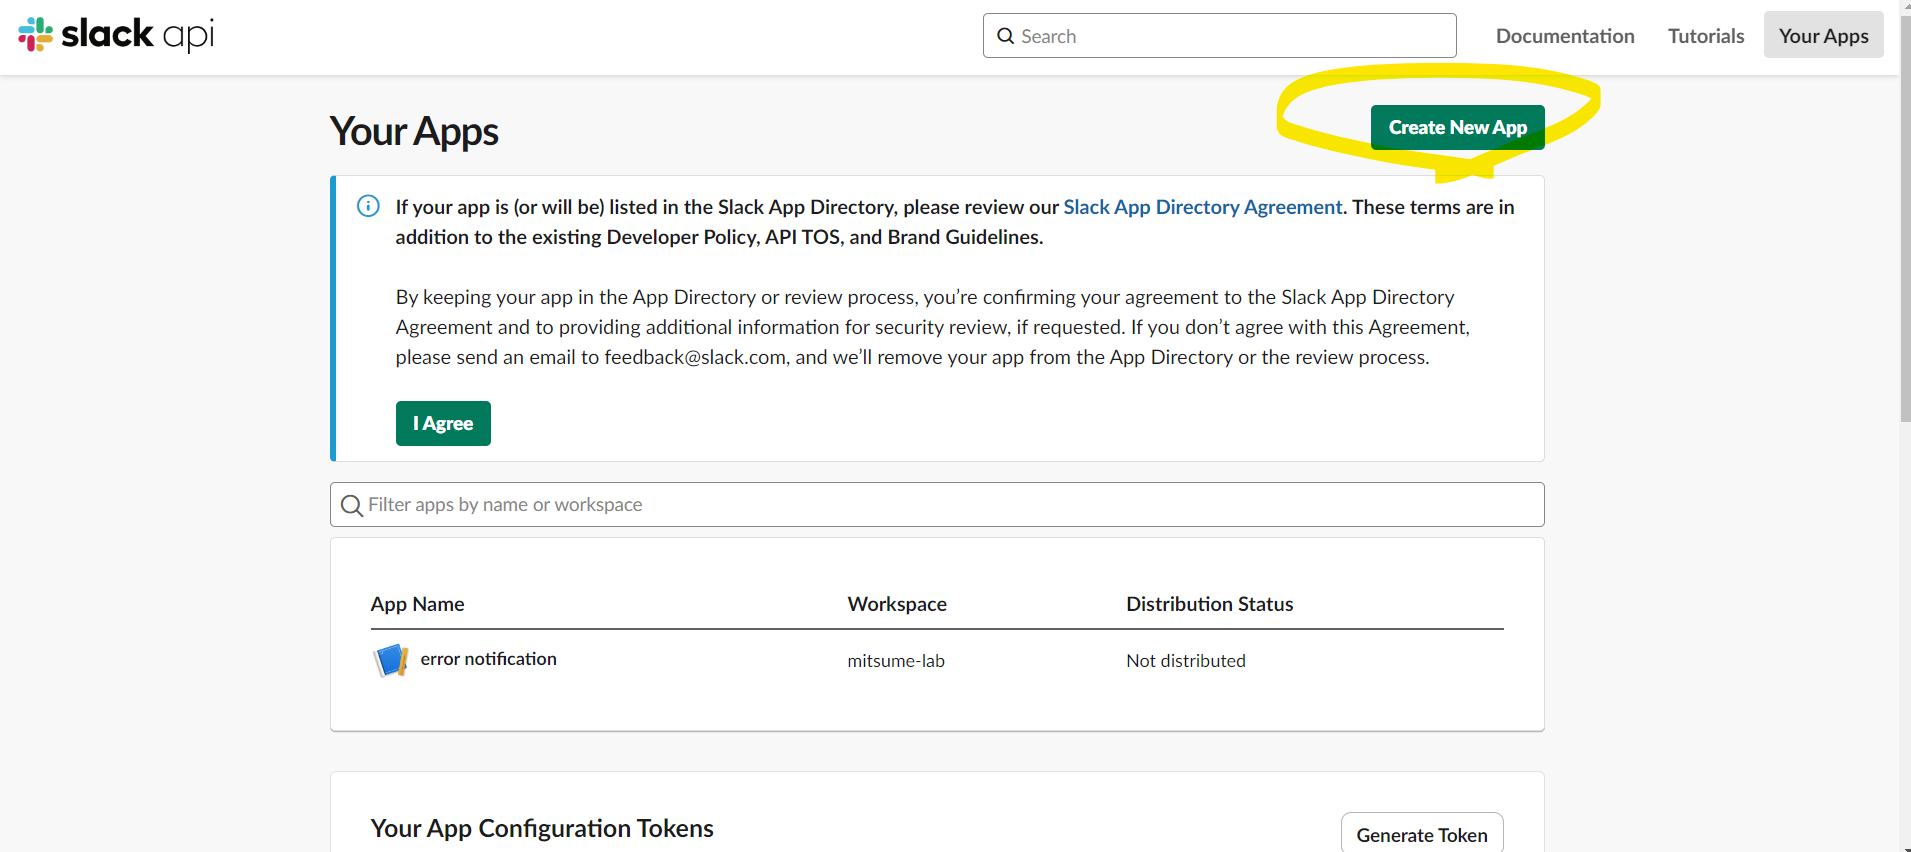 slack api
Search
Documentation
Tutorials
Your Apps
Your Apps
Create New App
If your app is (or will be) listed in the Slack App Directory, please review our Slack App Directory Agreement. These terms are in
addition to the existing Developer Policy, API TOS, and Brand Guidelines.
By keeping your app in the App Directory or review process, you’re confirming your agreement to the Slack App Directory
Agreement and to providing additional information for security review, if requested. If you don’t agree with this Agreement,
please send an email to feedback@slack.com, and we’ll remove your app from the App Directory or the review process.
I Agree
Filter apps by name or workspace
App Name
Workspace
Distribution Status
error notification
mitsume-lab
Not distributed
Your App Configuration Tokens
Generate Token